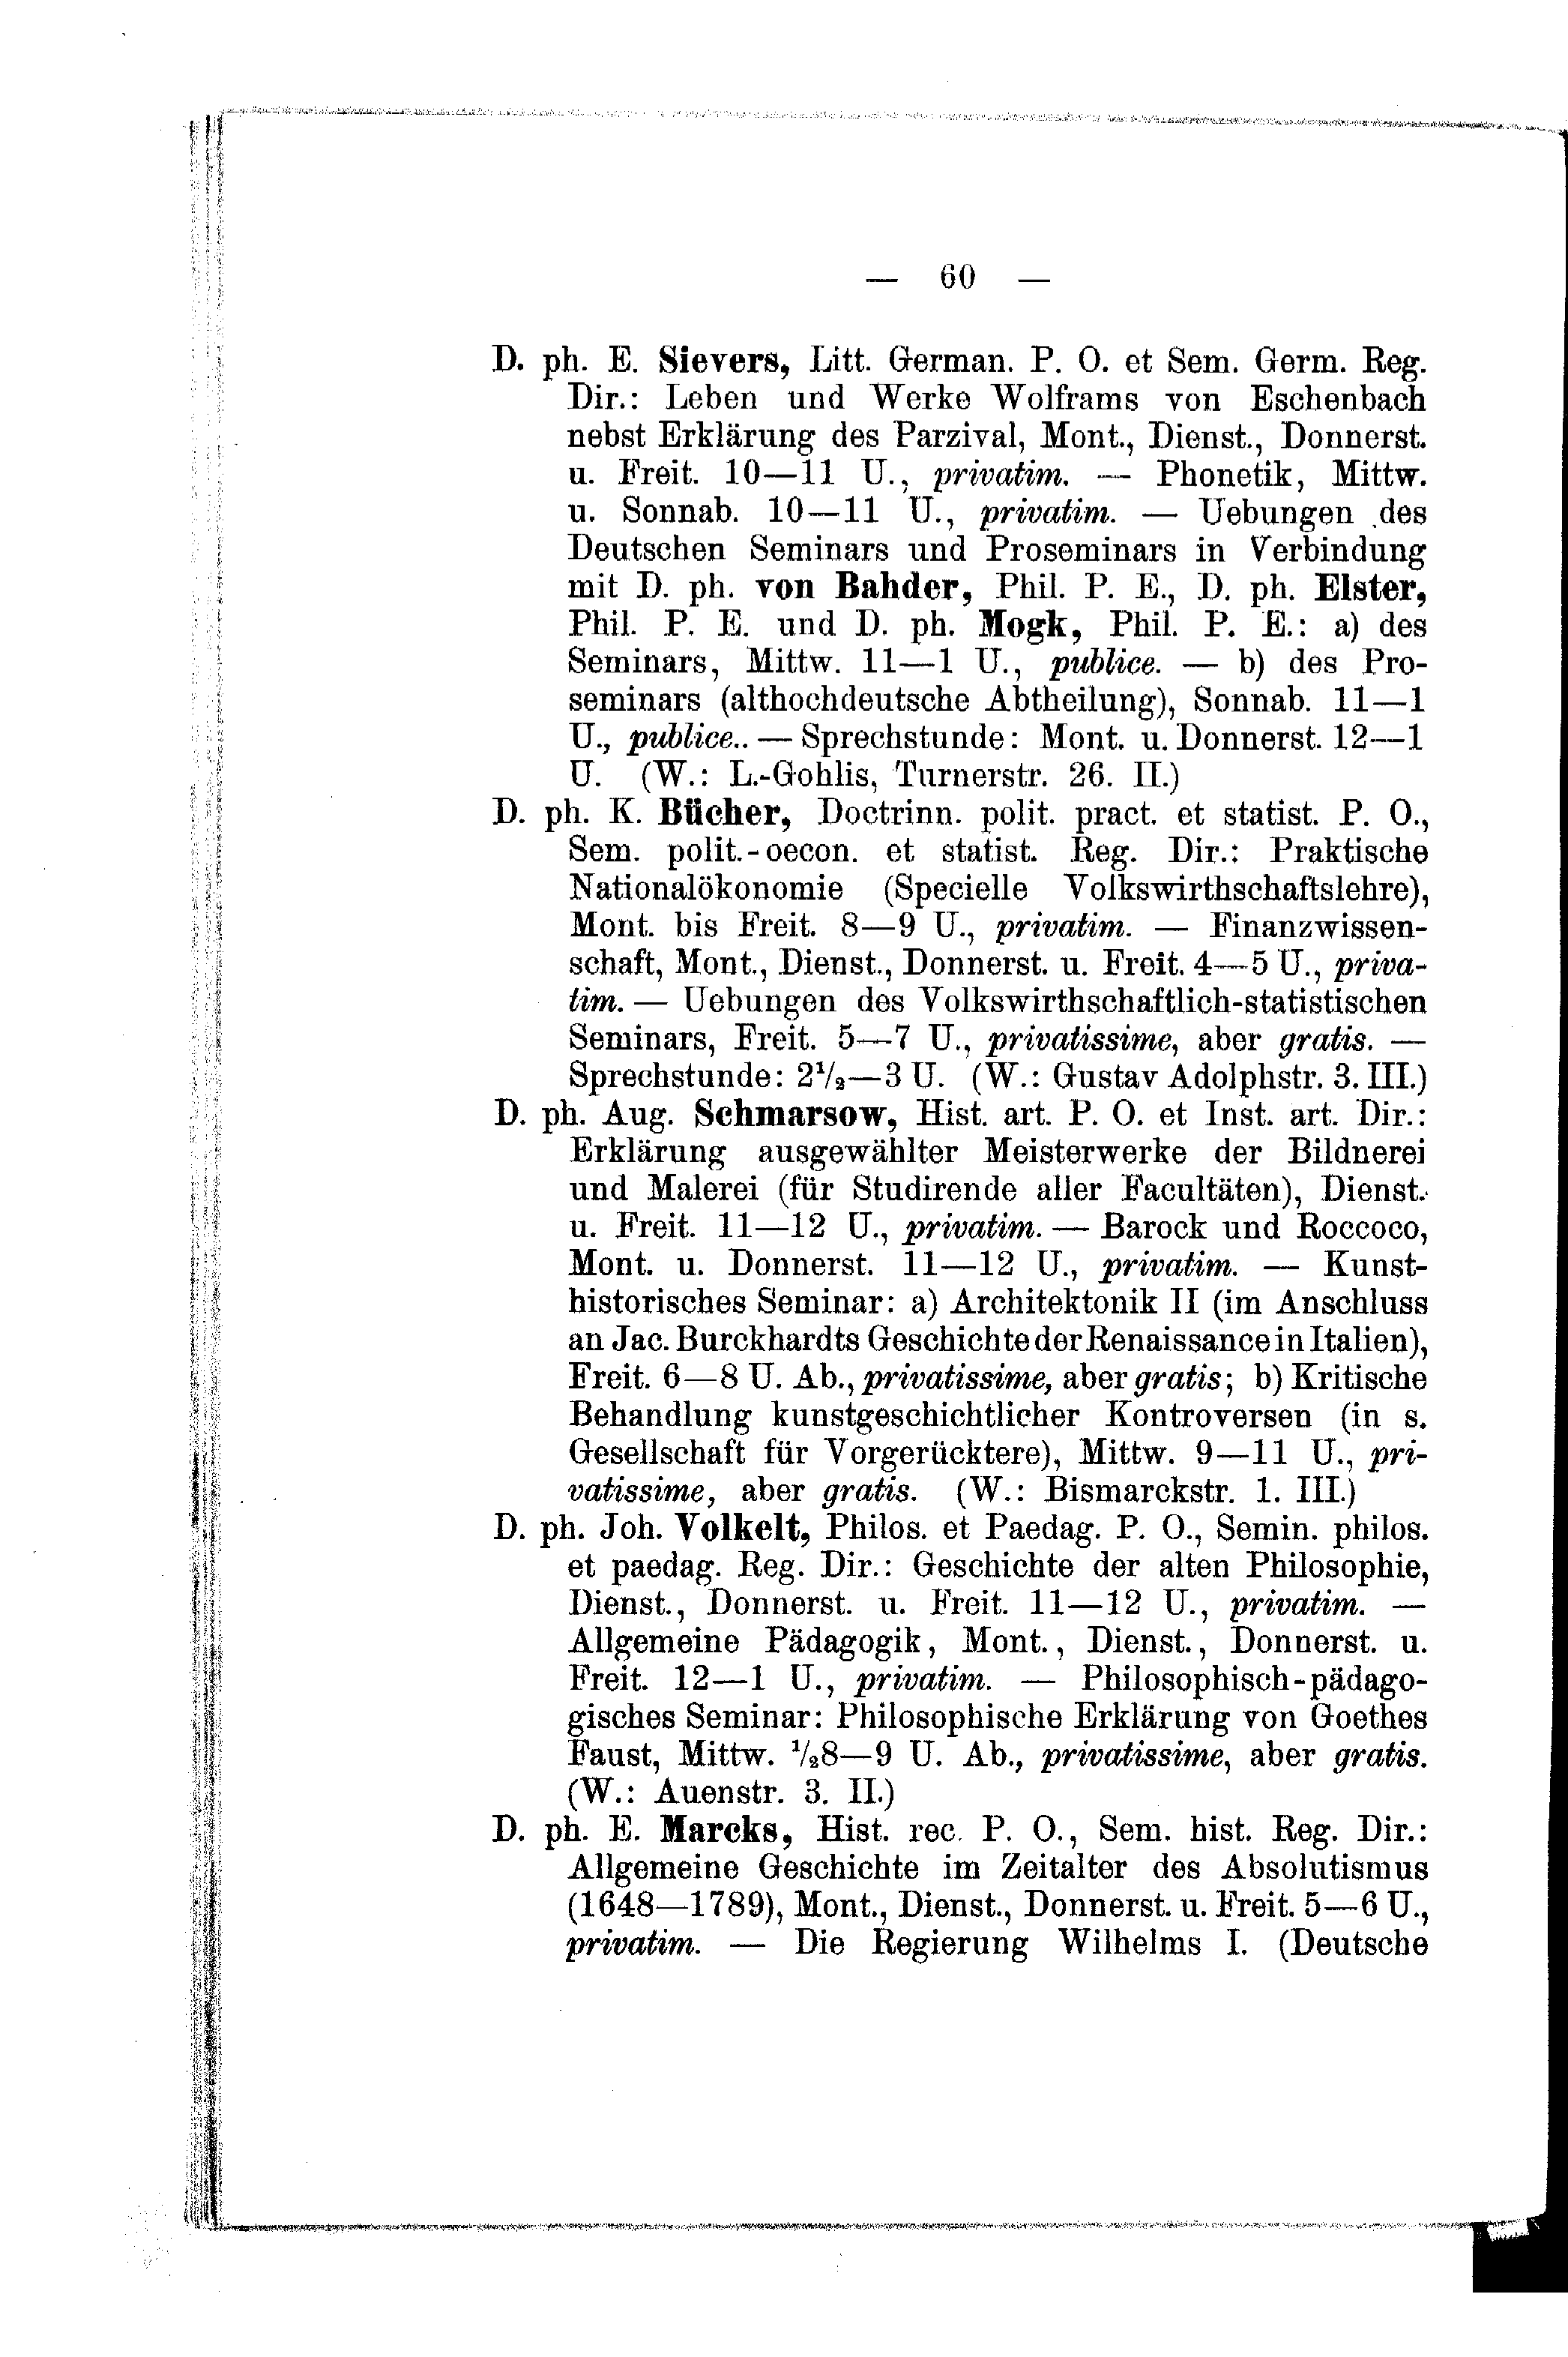 — 60 —
D. ph. E. Sievers, Litt. German. P. O. et Sem. Germ. Reg.
Dir.: Leben und Werke Wolframs von Eschenbach
nebst Erklärung des Parzival, Mont., Dienst., Donnerst.
u. Freit. 10—11 U., privatim. — Phonetik, Mittw.
u. Sonnab. 10—11 U., privatim. — Uebungen des
Deutschen Seminars und Proseminars in Verbindung
mit D. ph. von Bahder, Phil. P. E., D. ph. Elster,
Phil. P. E. und D. ph. Mogk, Phil. P. E.: a) des
Seminars, Mittw. 11—1 U., publice. — b) des Pro-
seminars (althochdeutsche Abtheilung), Sonnab. 11—1
U., publice.. — Sprechstunde: Mont. u. Donnerst. 12—1
U. (W.: L.-Gohlis, Turnerstr. 26. II.)
D. ph. K. Bücher, Doctrinn. polit. pract. et statist. P. O.,
Sem. polit.-oecon. et statist. Reg. Dir.: Praktische
Nationalökonomie (Specielle Volkswirthschaftslehre),
Mont. bis Freit. 8—9 U., privatim. — Finanzwissen-
schaft, Mont., Dienst., Donnerst. u. Freit. 4—5 U., priva-
tim. — Uebungen des Volkswirthschaftlich-statistischen
Seminars, Freit. 5—7 U., privatissime, aber gratis. —
Sprechstunde: 2½—3 U. (W.: Gustav Adolphstr. 3. III.)
D. ph. Aug. Schmarsow, Hist. art. P. O. et Inst. art. Dir.:
Erklärung ausgewählter Meisterwerke der Bildnerei
und Malerei (für Studirende aller Facultäten), Dienst.
u. Freit. 11—12 U., privatim. — Barock und Roccoco,
Mont. u. Donnerst. 11—12 U., privatim. — Kunst-
historisches Seminar: a) Architektonik II (im Anschluss
an Jac. Burckhardts Geschichte der Renaissance in Italien),
Freit. 6—8 U. Ab., privatissime, aber gratis; b) Kritische
Behandlung kunstgeschichtlicher Kontroversen (in s.
Gesellschaft für Vorgerücktere), Mittw. 9—11 U., pri-
vatissime, aber gratis. (W.: Bismarckstr. 1. III.)
D. ph. Joh. Volkelt, Philos. et Paedag. P. O., Semin. philos.
et paedag. Reg. Dir.: Geschichte der alten Philosophie,
Dienst., Donnerst. u. Freit. 11—12 U., privatim. —
Allgemeine Pädagogik, Mont., Dienst., Donnerst. u.
Freit. 12—1 U., privatim. — Philosophisch-pädago-
gisches Seminar: Philosophische Erklärung von Goethes
Faust, Mittw. ½8—9 U. Ab., privatissime, aber gratis.
(W.: Auenstr. 3. II.)
D. ph. E. Marcks, Hist. rec. P. O., Sem. hist. Reg. Dir.:
Allgemeine Geschichte im Zeitalter des Absolutismus
(1648—1789), Mont., Dienst., Donnerst. u. Freit. 5—6 U.,
privatim. — Die Regierung Wilhelms I. (Deutsche